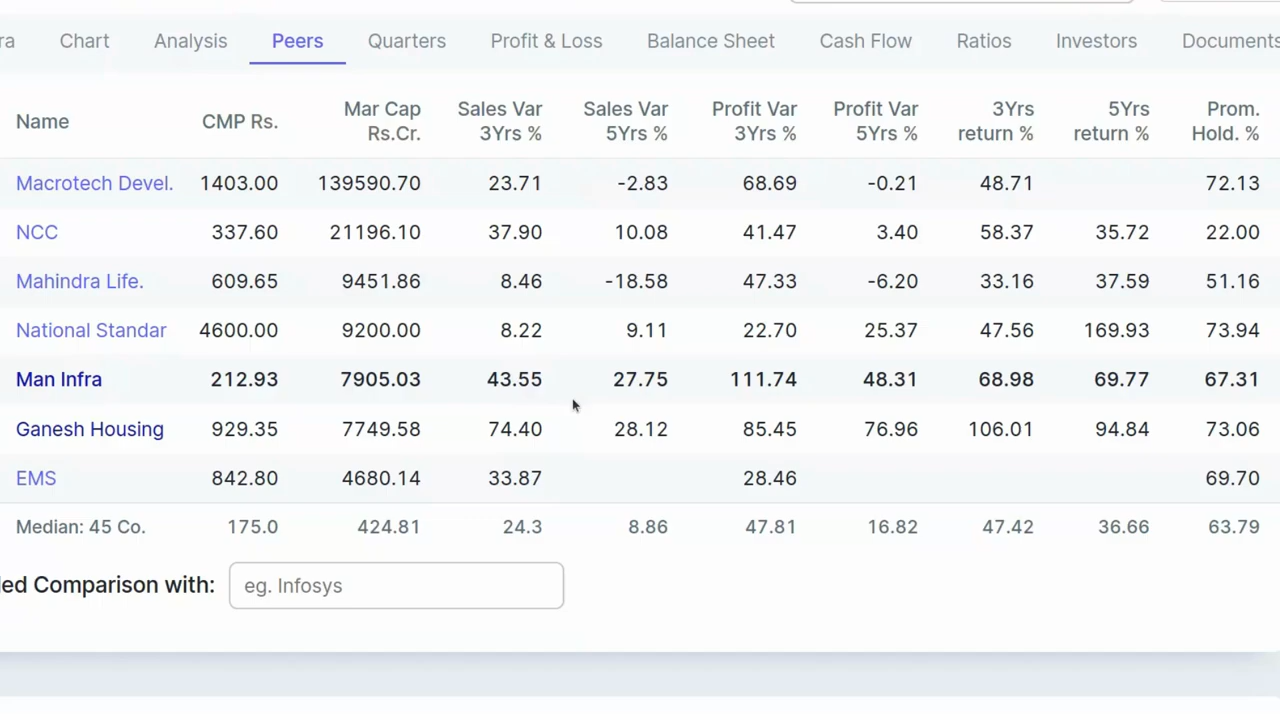 ra Chart Analysis Peers Quarters Profit & Loss Balance Sheet Cash Flow Ratios Investors Documents
Name CMP Rs. Mar Cap Rs.Cr. Sales Var 3Yrs % Sales Var 5Yrs % Profit Var 3Yrs % Profit Var 5Yrs % 3Yrs return % 5Yrs return % Prom. Hold. %
Macrotech Devel. 1403.00 139590.70 23.71 -2.83 68.69 -0.21 48.71 72.13
NCC 337.60 21196.10 37.90 10.08 41.47 3.40 58.37 35.72 22.00
Mahindra Life. 609.65 9451.86 8.46 -18.58 47.33 -6.20 33.16 37.59 51.16
National Standar 4600.00 9200.00 8.22 9.11 22.70 25.37 47.56 169.93 73.94
Man Infra 212.93 7905.03 43.55 27.75 111.74 48.31 68.98 69.77 67.31
Ganesh Housing 929.35 7749.58 74.40 28.12 85.45 76.96 106.01 94.84 73.06
EMS 842.80 4680.14 33.87 28.46 69.70
Median: 45 Co. 175.0 424.81 24.3 8.86 47.81 16.82 47.42 36.66 63.79
led Comparison with: eg. Infosys